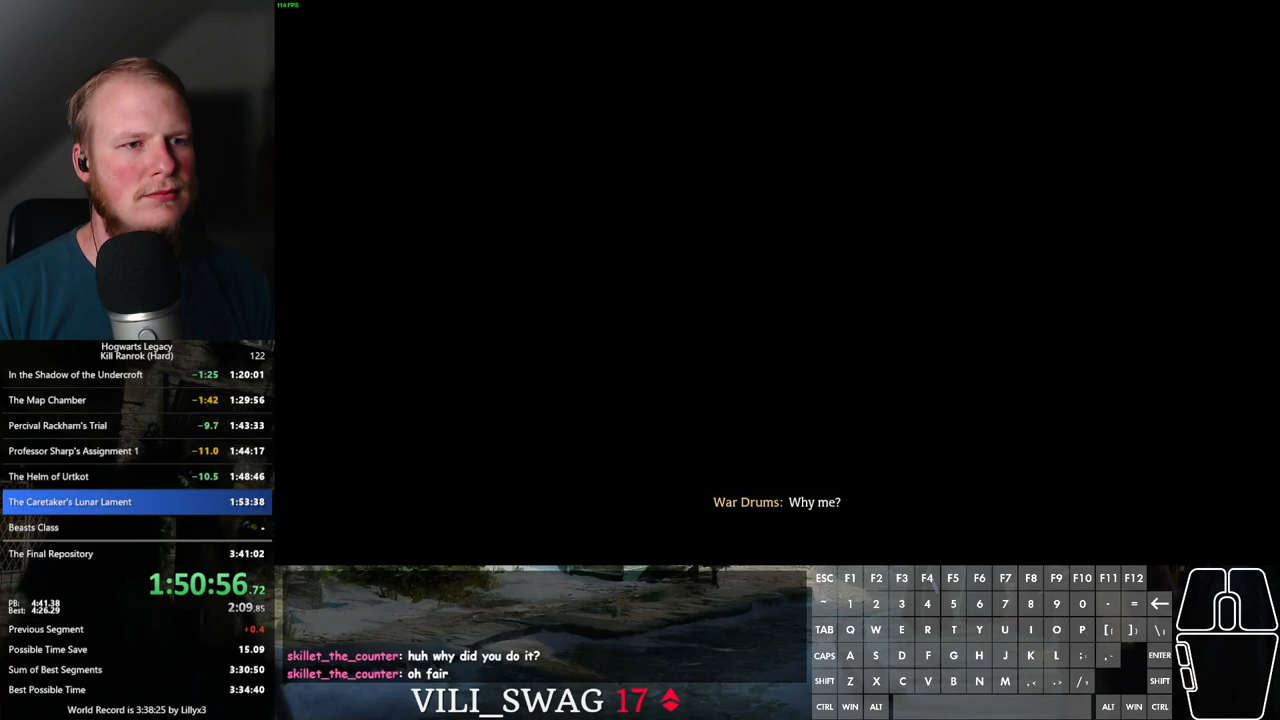 114 FPS
Hogwarts Legacy
Kill Ranrok (Hard) 122
In the Shadow of the Undercroft −1:25 1:20:01
The Map Chamber −1:42 1:29:56
Percival Rackham's Trial −9.7 1:43:33
Professor Sharp's Assignment 1 −11.0 1:44:17
The Helm of Urtkot −10.5 1:48:46
The Caretaker's Lunar Lament 1:53:38
Beasts Class -
The Final Repository 3:41:02
1:50:56.72
PB: 4:41.38
Best: 4:26.29
2:09.85
Previous Segment +0.4
Possible Time Save 15.09
Sum of Best Segments 3:30:50
Best Possible Time 3:34:40
World Record is 3:38:25 by Lillyx3
War Drums: Why me?
skillet_the_counter: huh why did you do it?
skillet_the_counter: oh fair
VILI_SWAG 17
ESC F1 F2 F3 F4 F5 F6 F7 F8 F9 F10 F11 F12
~ 1 2 3 4 5 6 7 8 9 0 - = ←
TAB Q W E R T Y U I O P [{ ]} \|
CAPS A S D F G H J K L ;: ,. ENTER
SHIFT Z X C V B N M ,< .> /? SHIFT
CTRL WIN ALT ALT WIN CTRL